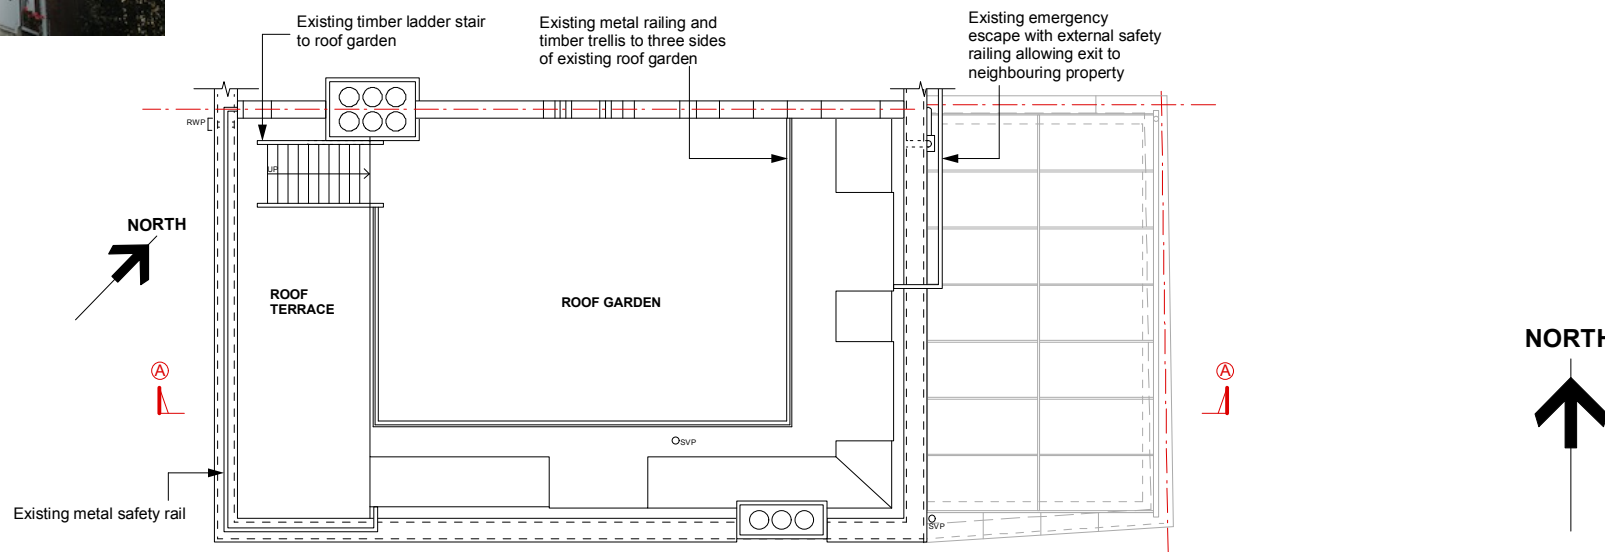 Existing timber ladder stair
to roof garden
Existing metal railing and
timber trellis to three sides
of existing roof garden
Existing emergency
escape with external safety
railing allowing exit to
neighbouring property
RWP
UP
NORTH
ROOF
TERRACE
ROOF GARDEN
NORTH
A
A
SVP
Existing metal safety rail
SVP